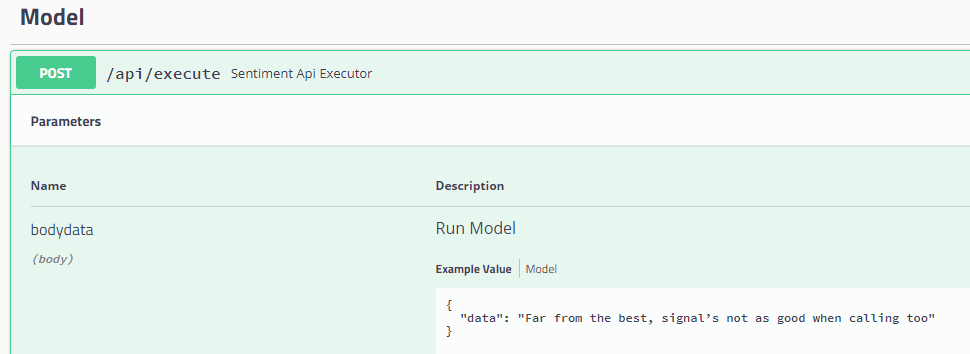 Model
POST /api/execute Sentiment Api Executor
Parameters
Name Description
bodydata Run Model
(body)
Example Value Model
{
"data": "Far from the best, signal’s not as good when calling too"
}